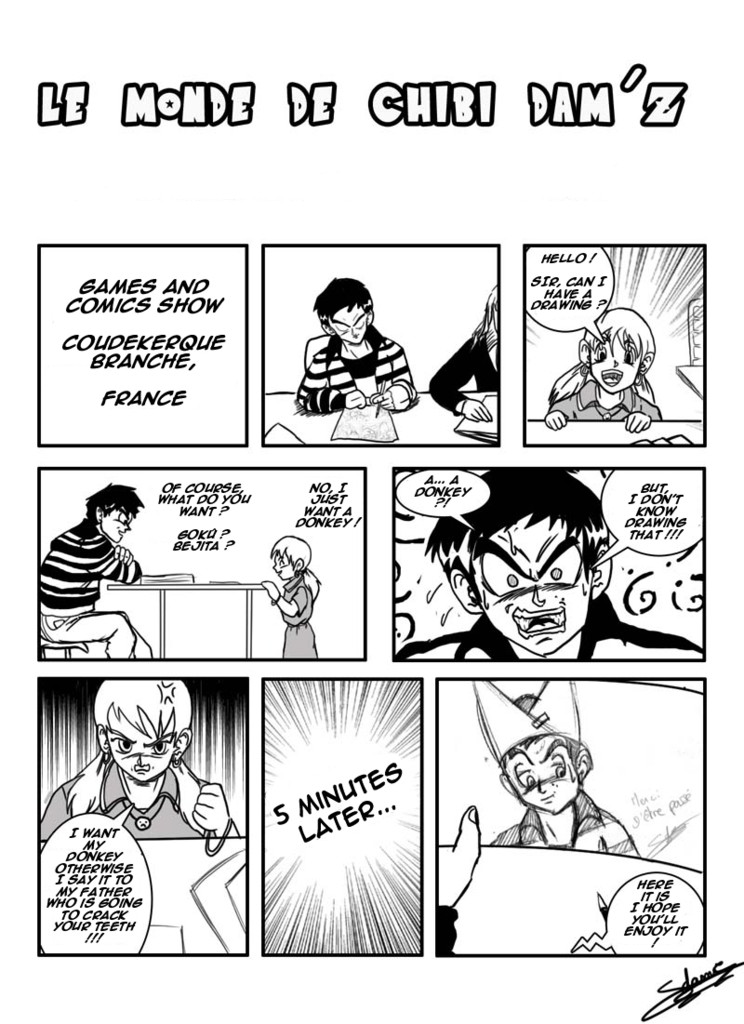 LE MONDE DE CHIBI DAM'Z
GAMES AND
COMICS SHOW
COUDEKERQUE
BRANCHE,
FRANCE
HELLO !
SIR, CAN I
HAVE A
DRAWING ?
OF COURSE,
WHAT DO YOU
WANT ?
GOKÛ ?
BEJITA ?
NO, I
JUST
WANT A
DONKEY !
A... A
DONKEY
?!
BUT,
I DON'T
KNOW
DRAWING
THAT !!!
I WANT
MY
DONKEY
OTHERWISE
I SAY IT TO
MY FATHER
WHO IS GOING
TO CRACK
YOUR TEETH
!!!
5 MINUTES
LATER...
Merci
d'être passé
HERE
IT IS
I HOPE
YOU'LL
ENJOY IT
!